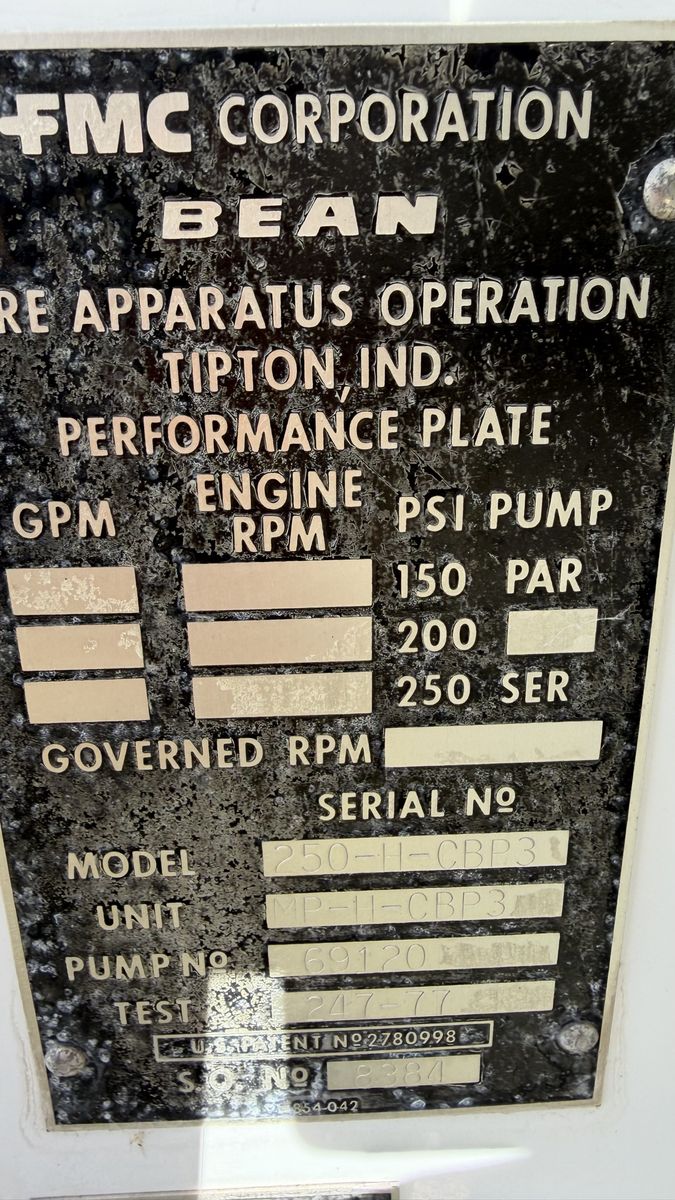 FMC CORPORATION
BEAN
RE APPARATUS OPERATION
TIPTON, IND.
PERFORMANCE PLATE
GPM ENGINE RPM PSI PUMP
150 PAR
200
250 SER
GOVERNED RPM
SERIAL Nº
MODEL 250-H-CBP3
UNIT MP-H-CBP3
PUMP Nº 69120
TEST 247-77
U.S. PATENT Nº 2780998
S.O. Nº 8384
854-042